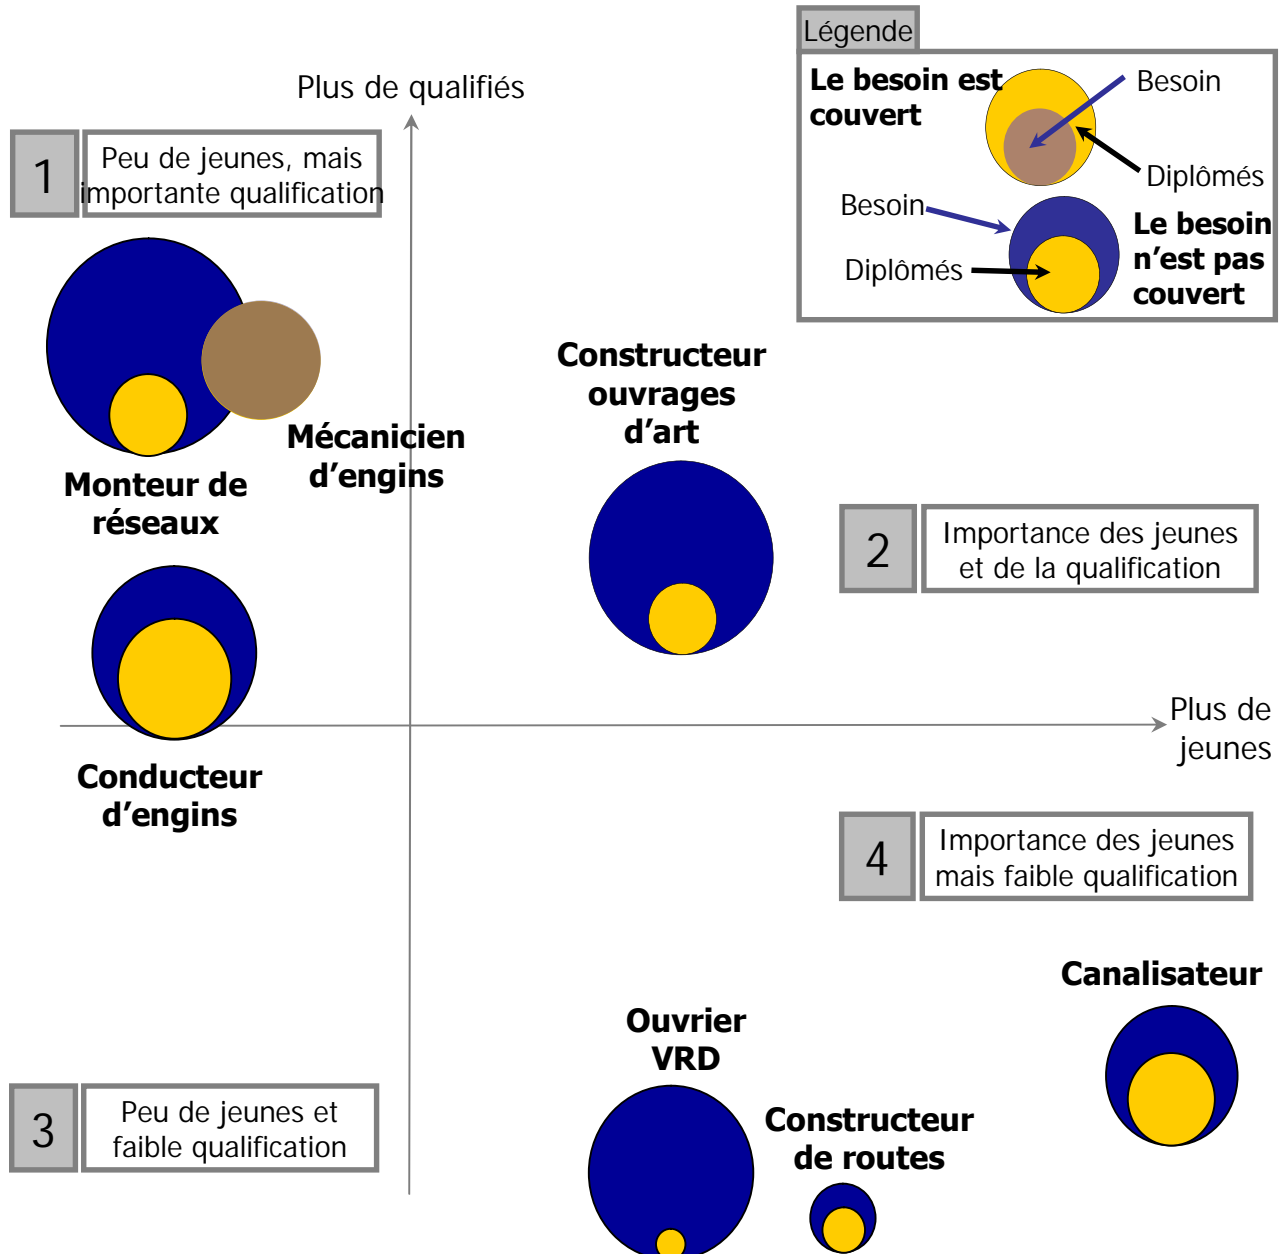 Légende
Le besoin est
couvert
Besoin
Diplômés
Besoin
Diplômés
Le besoin
n’est pas
couvert
Plus de qualifiés
1
Peu de jeunes, mais
importante qualification
Mécanicien
d’engins
Monteur de
réseaux
Constructeur
ouvrages
d’art
2
Importance des jeunes
et de la qualification
Plus de
jeunes
Conducteur
d’engins
4
Importance des jeunes
mais faible qualification
Canalisateur
Ouvrier
VRD
Constructeur
de routes
3
Peu de jeunes et
faible qualification